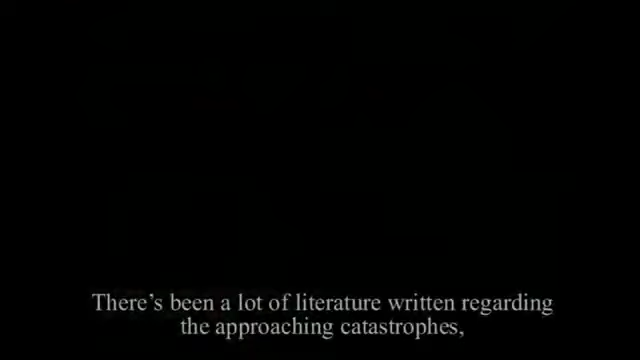 There’s been a lot of literature written regarding
the approaching catastrophes,